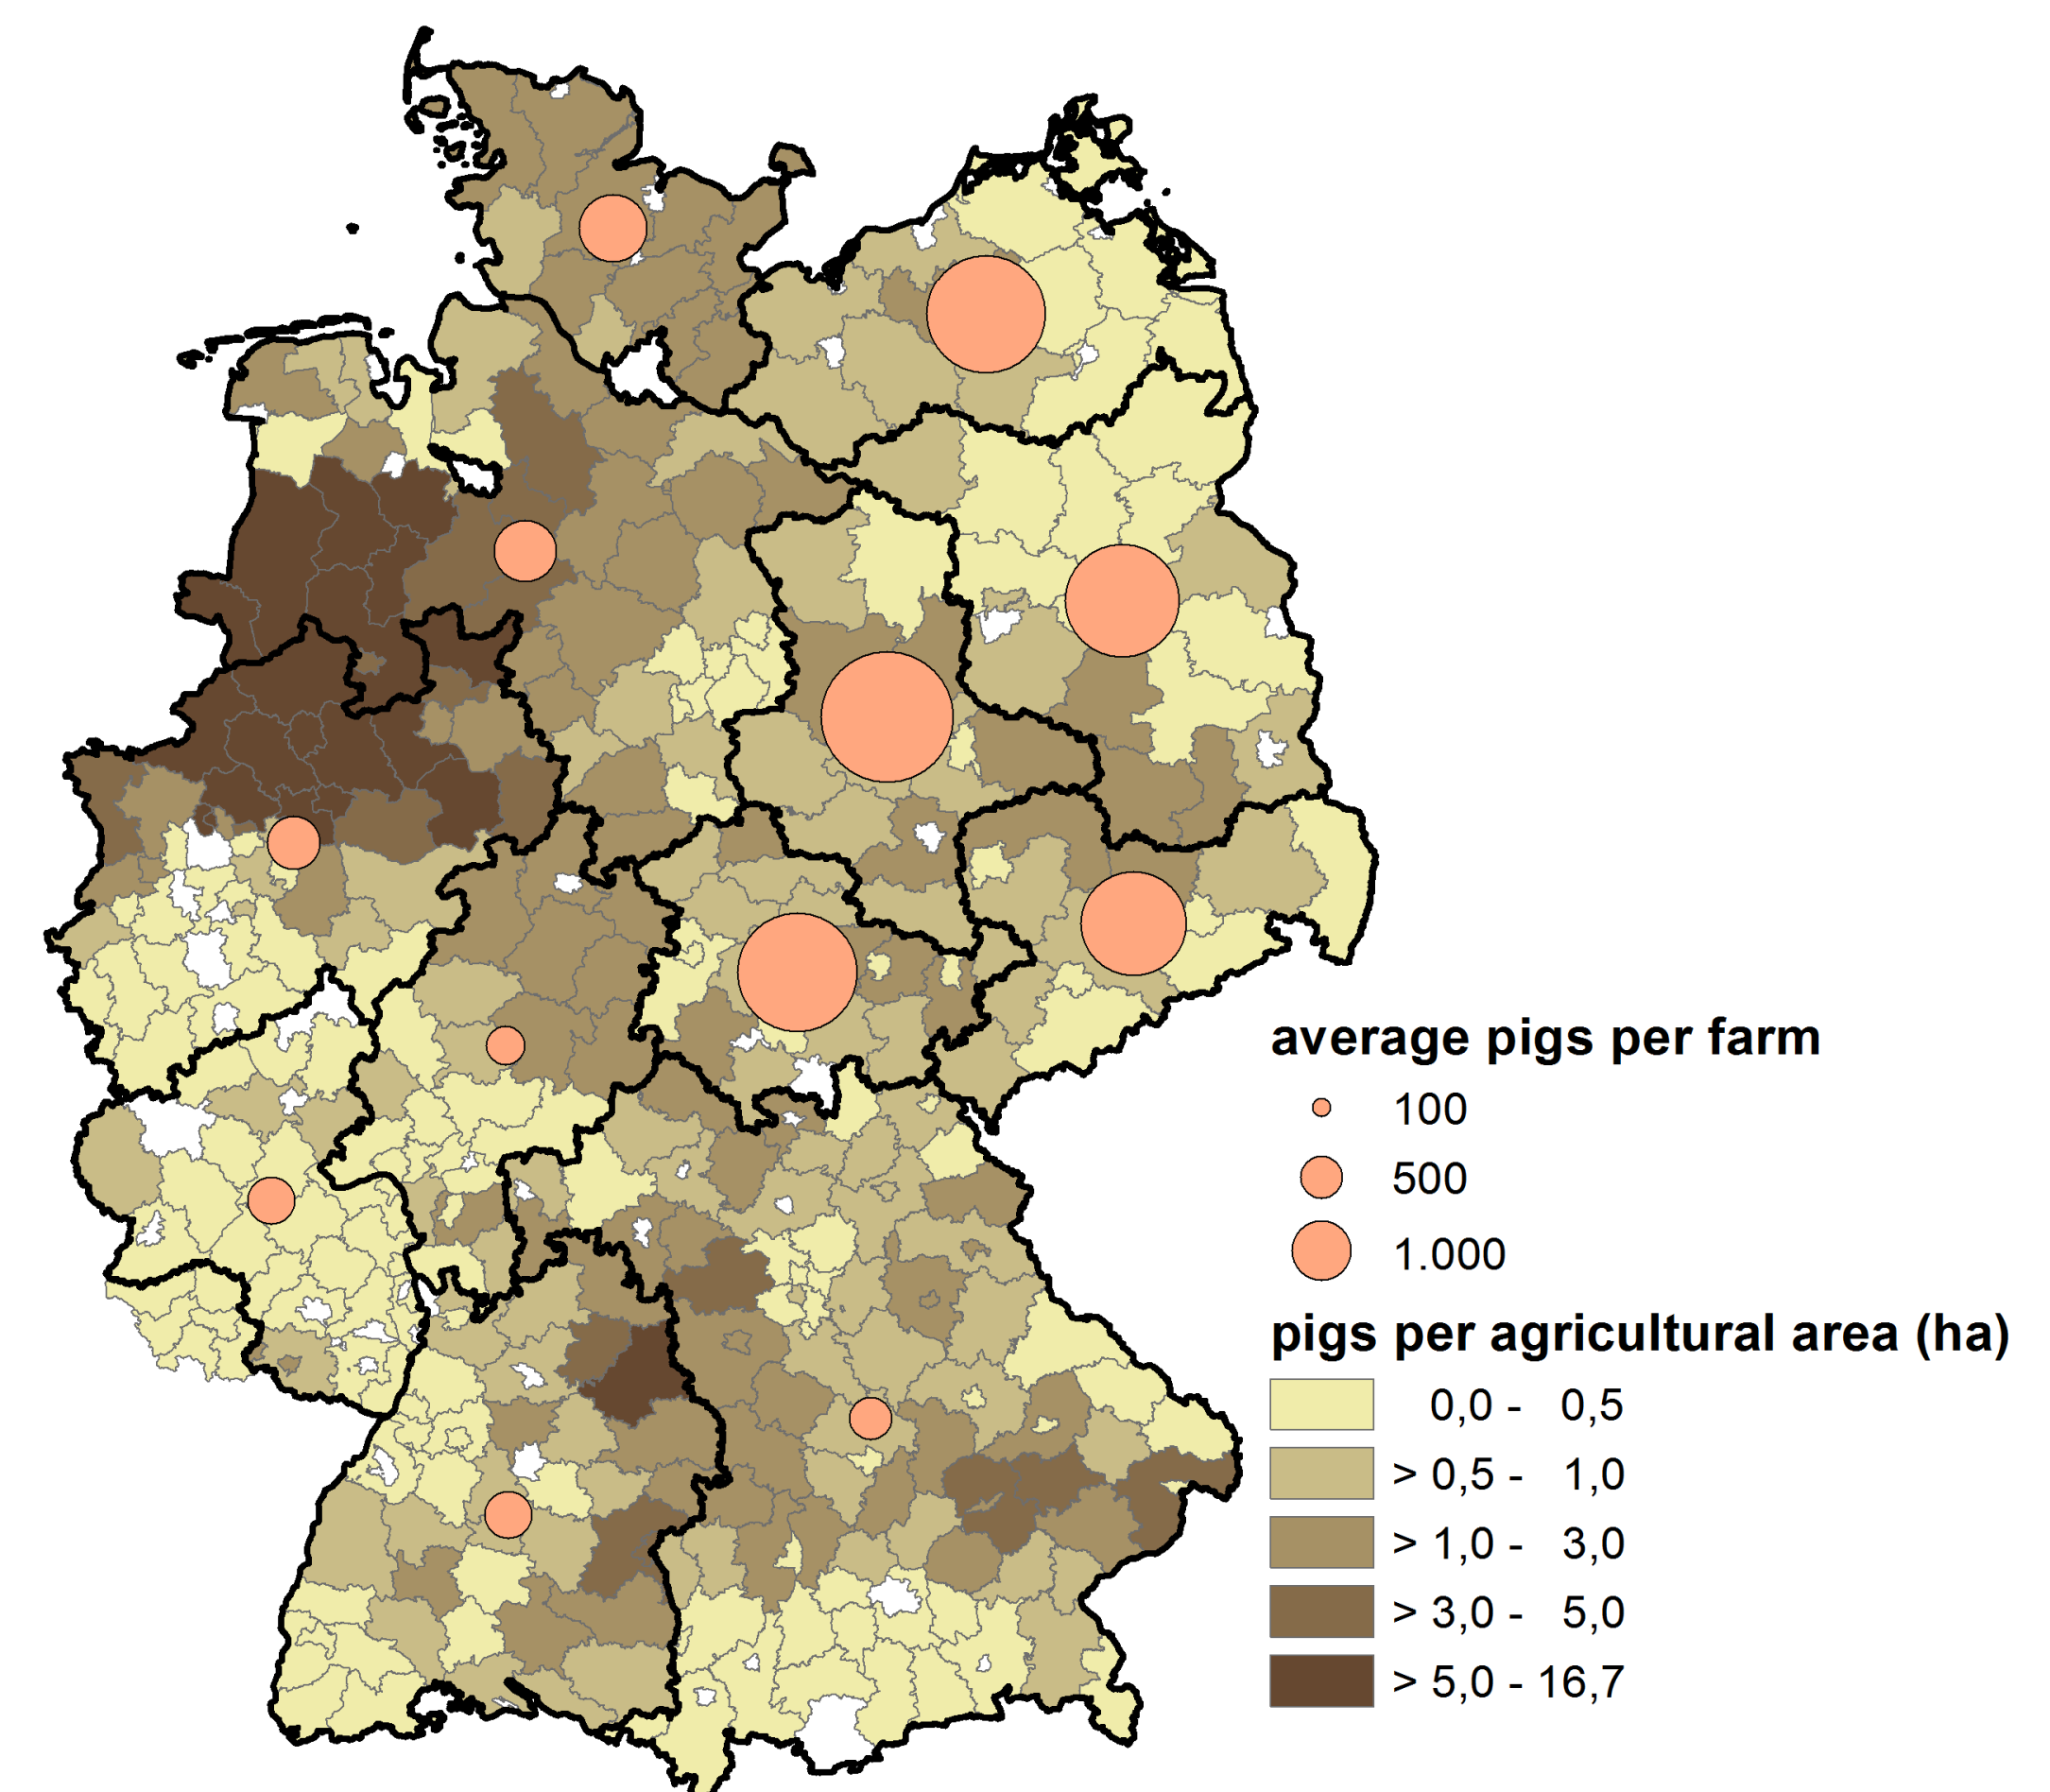 average pigs per farm
100
500
1.000
pigs per agricultural area (ha)
0,0 - 0,5
> 0,5 - 1,0
> 1,0 - 3,0
> 3,0 - 5,0
> 5,0 - 16,7